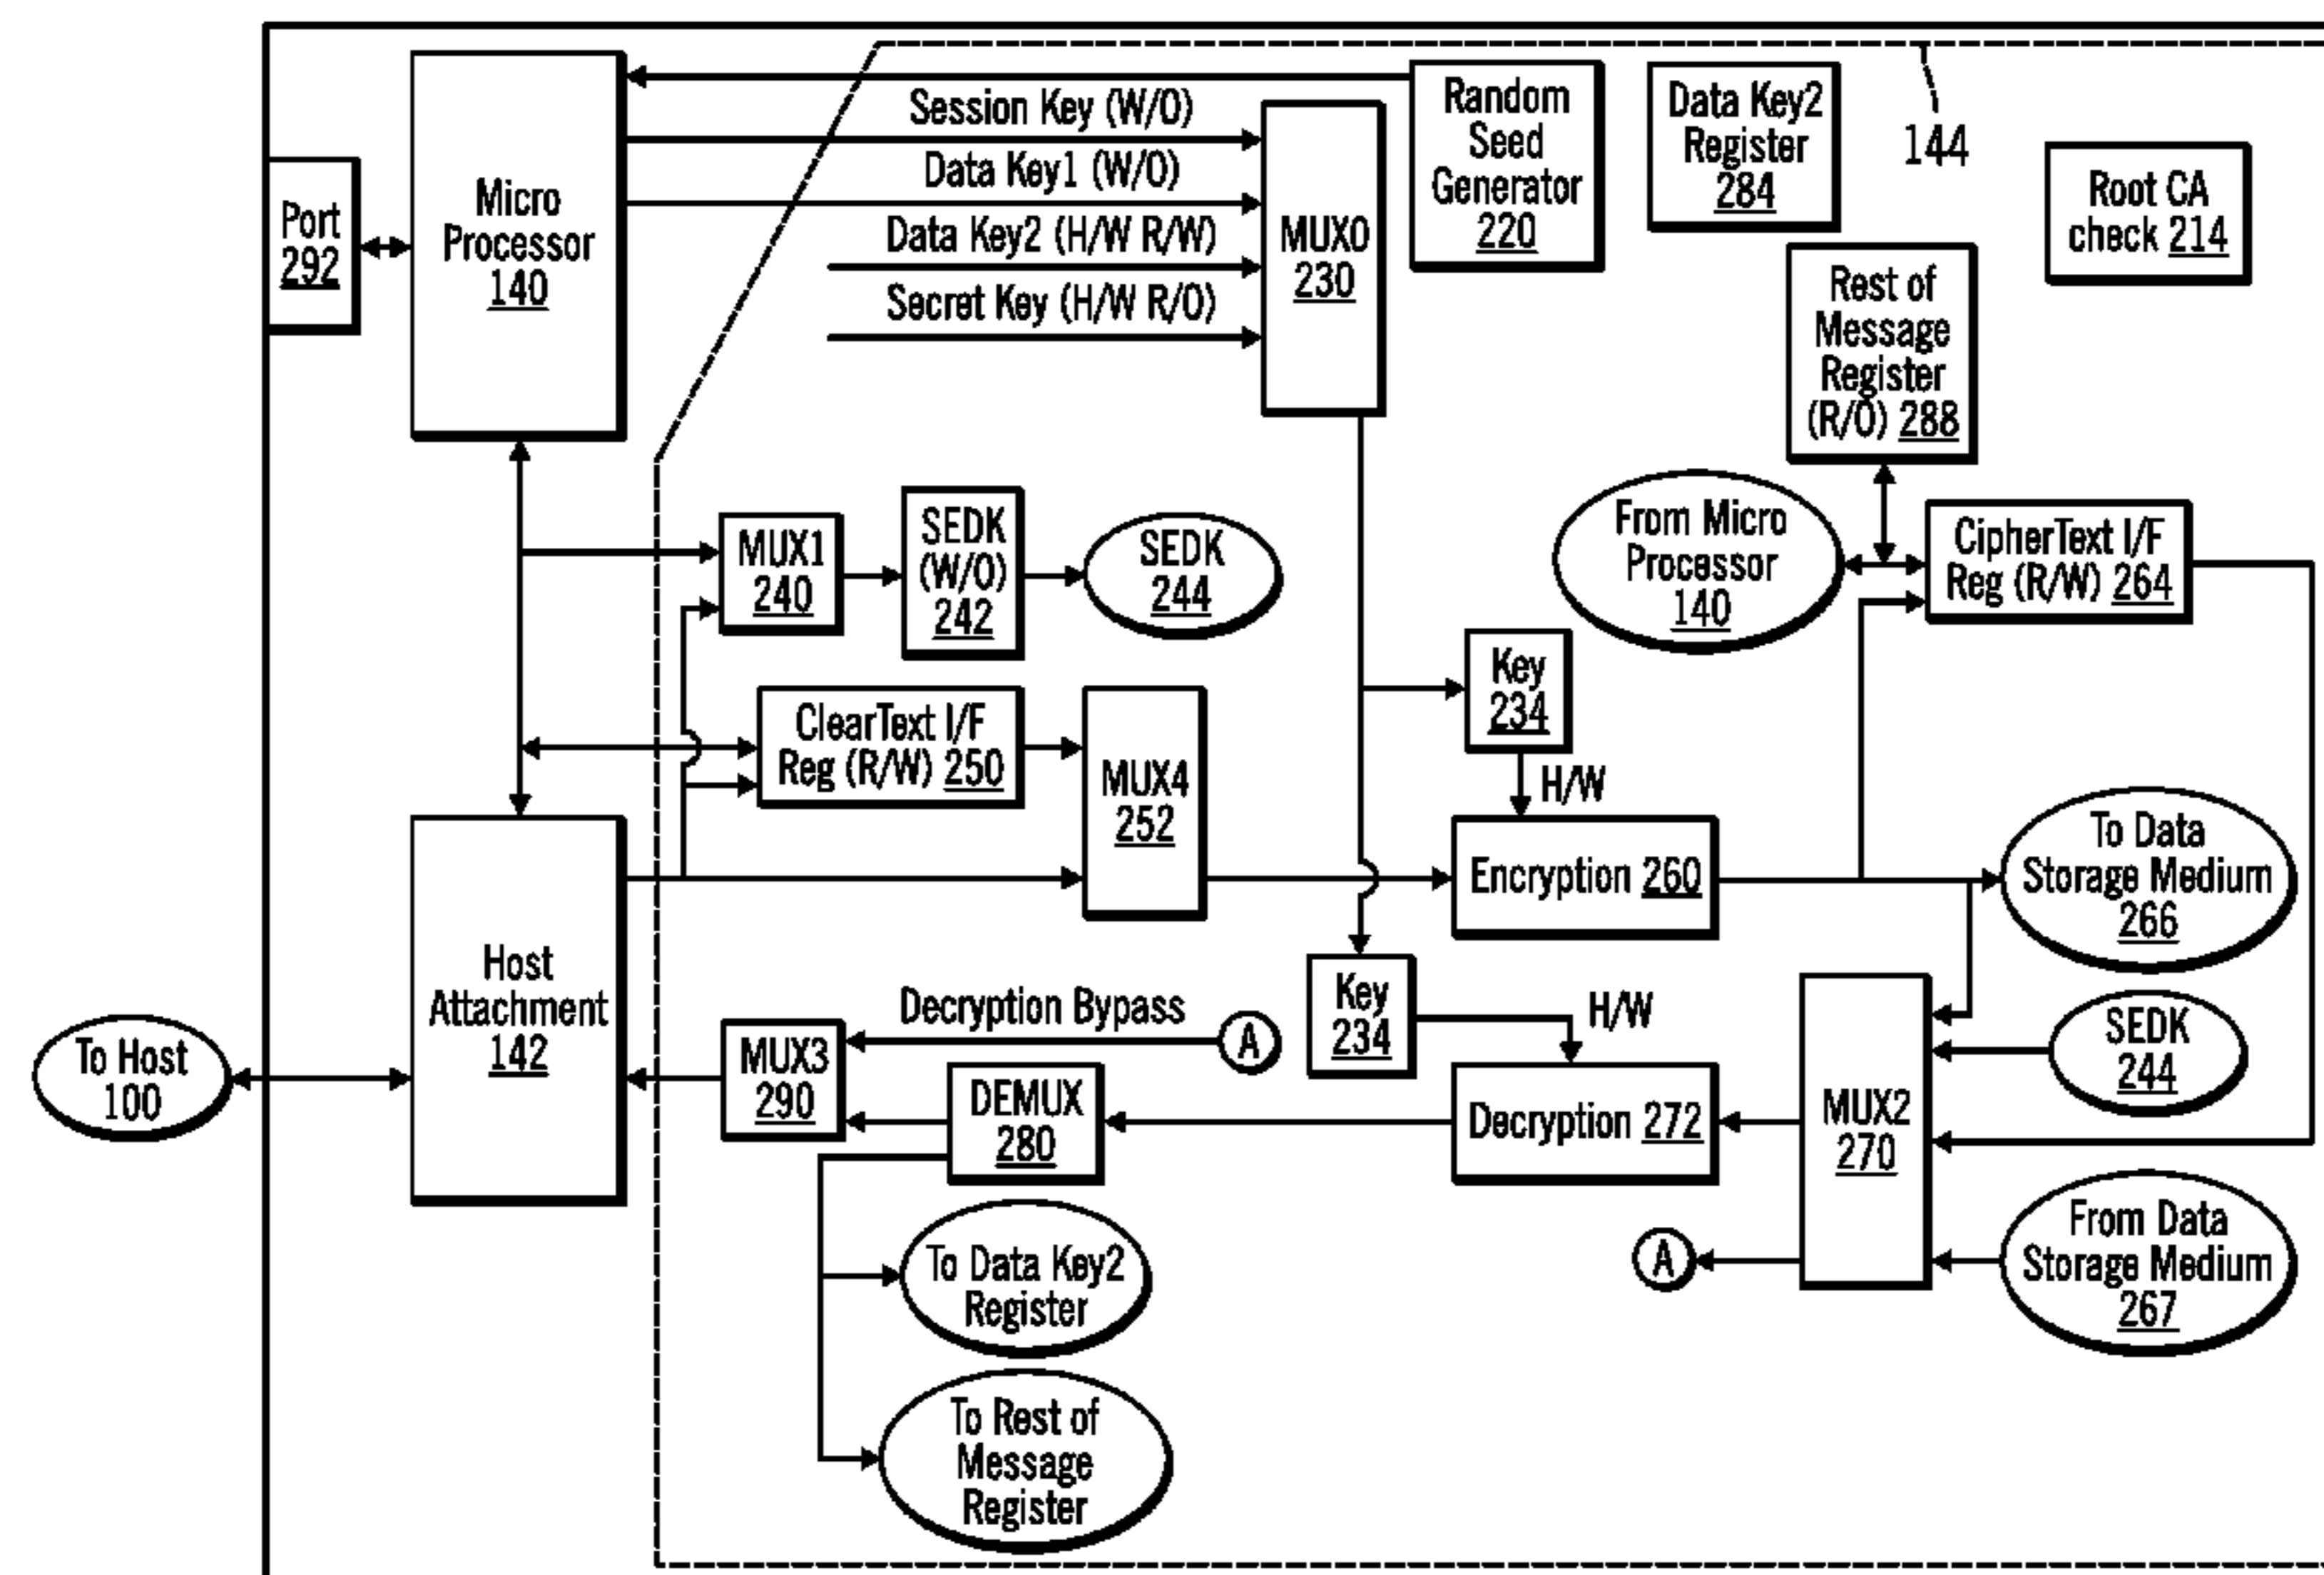 Port
292
Micro
Processor
140
Session Key (W/O)
Data Key1 (W/O)
Data Key2 (H/W R/W)
Secret Key (H/W R/O)
MUX0
230
Random
Seed
Generator
220
Data Key2
Register
284
144
Root CA
check 214
Rest of
Message
Register
(R/O) 288
MUX1
240
SEDK
(W/O)
242
SEDK
244
From Micro
Processor
140
CipherText I/F
Reg (R/W) 264
ClearText I/F
Reg (R/W) 250
MUX4
252
Key
234
H/W
Encryption 260
To Data
Storage Medium
266
Host
Attachment
142
To Host
100
MUX3
290
Decryption Bypass
A
DEMUX
280
Key
234
H/W
Decryption 272
MUX2
270
SEDK
244
A
From Data
Storage Medium
267
To Data Key2
Register
To Rest of
Message
Register